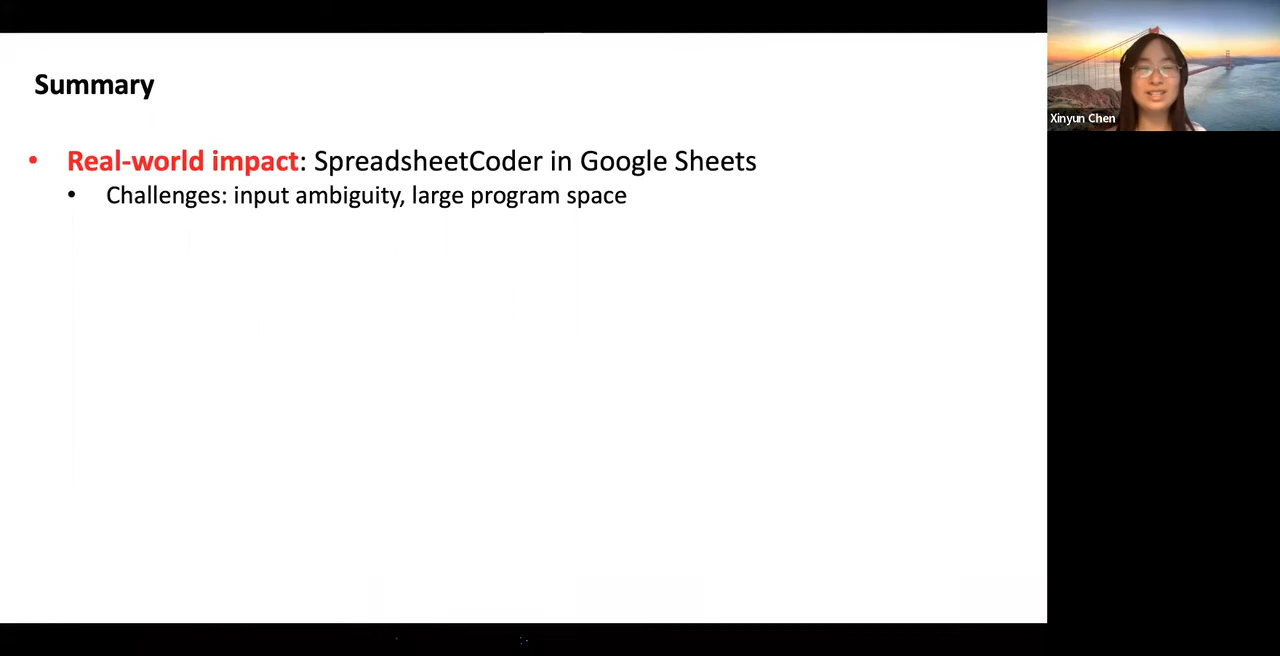 Summary
• Real-world impact: SpreadsheetCoder in Google Sheets
• Challenges: input ambiguity, large program space
Xinyun Chen